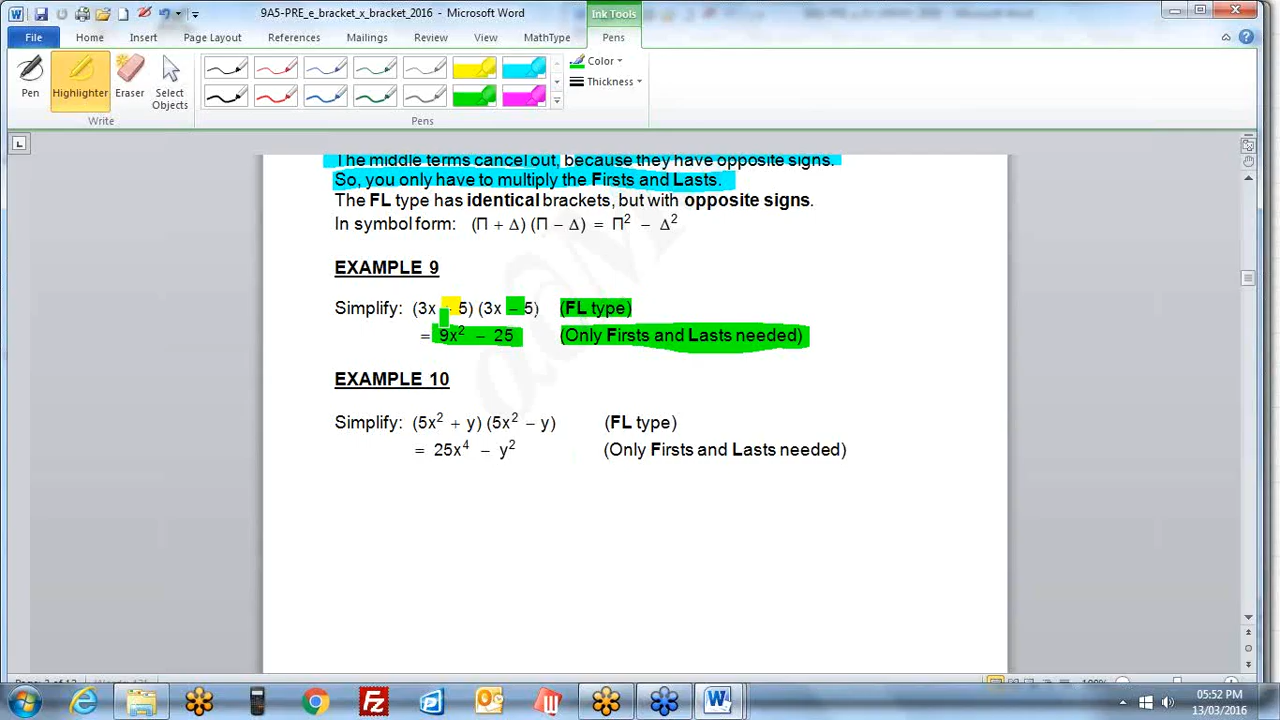 9A5-PRE_e_bracket_x_bracket_2016 - Microsoft Word
Ink Tools
File Home Insert Page Layout References Mailings Review View MathType Pens
Pen Highlighter Eraser Select Objects
Color
Thickness
Write Pens
The middle terms cancel out, because they have opposite signs.
So, you only have to multiply the Firsts and Lasts.
The FL type has identical brackets, but with opposite signs.
In symbol form: (Π + Δ) (Π − Δ) = Π² − Δ²
EXAMPLE 9
Simplify: (3x + 5) (3x − 5) (FL type)
= 9x² − 25 (Only Firsts and Lasts needed)
EXAMPLE 10
Simplify: (5x² + y) (5x² − y) (FL type)
= 25x⁴ − y² (Only Firsts and Lasts needed)
05:52 PM
13/03/2016